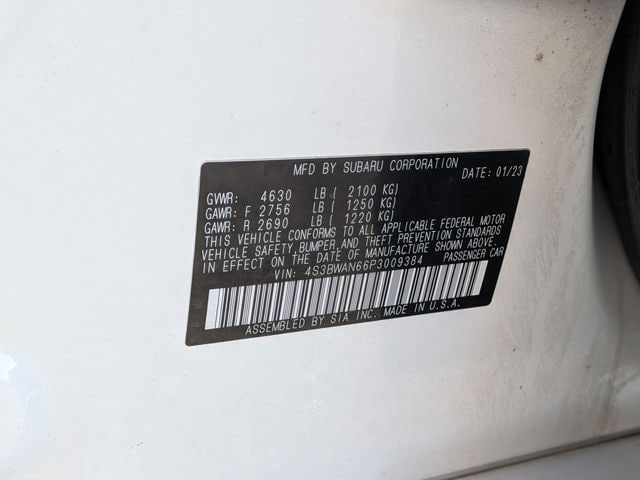 MFD BY SUBARU CORPORATION DATE: 01/23
GVWR: 4630 LB ( 2100 KG)
GAWR: F 2756 LB ( 1250 KG)
GAWR: R 2690 LB ( 1220 KG)
THIS VEHICLE CONFORMS TO ALL APPLICABLE FEDERAL MOTOR
VEHICLE SAFETY, BUMPER, AND THEFT PREVENTION STANDARDS
IN EFFECT ON THE DATE OF MANUFACTURE SHOWN ABOVE.
VIN: 4S3BWAN66P3009384 PASSENGER CAR
ASSEMBLED BY SIA INC. MADE IN U.S.A.